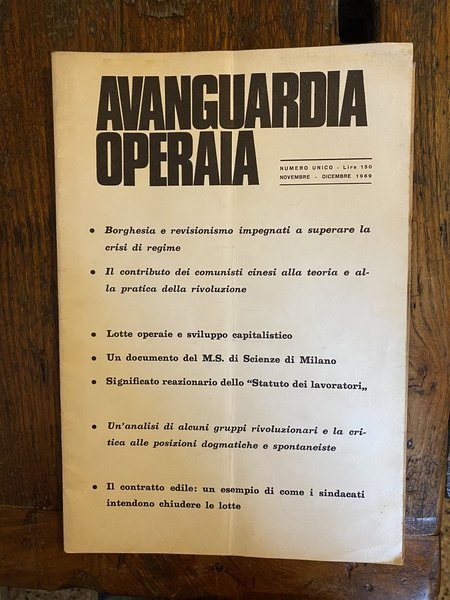 AVANGUARDIA
OPERAIA
NUMERO UNICO - Lire 150
NOVEMBRE - DICEMBRE 1969
• Borghesia e revisionismo impegnati a superare la
crisi di regime
• Il contributo dei comunisti cinesi alla teoria e al-
la pratica della rivoluzione
• Lotte operaie e sviluppo capitalistico
• Un documento del M.S. di Scienze di Milano
• Significato reazionario dello "Statuto dei lavoratori„
• Un'analisi di alcuni gruppi rivoluzionari e la cri-
tica alle posizioni dogmatiche e spontaneiste
• Il contratto edile: un esempio di come i sindacati
intendono chiudere le lotte